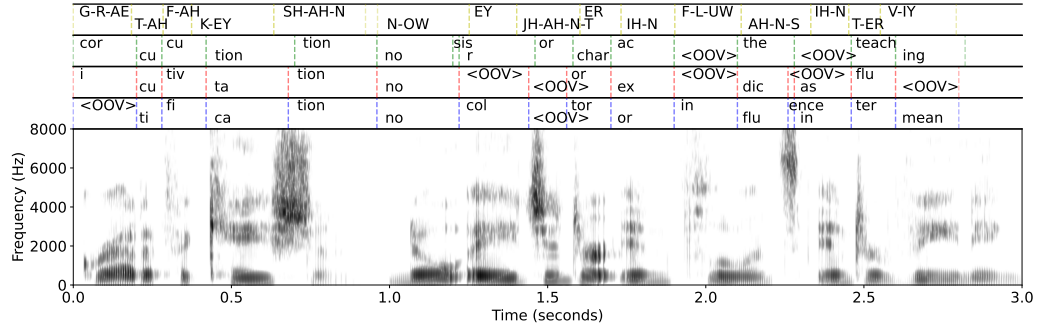 G-R-AE F-AH SH-AH-N EY ER F-L-UW IH-N V-IY
T-AH K-EY N-OW JH-AH-N-T IH-N AH-N-S T-ER
cor cu tion sis or ac the teach
cu tion no r char <OOV> <OOV> ing
i tiv tion <OOV> or <OOV> <OOV> flu
cu ta no <OOV> ex dic as <OOV>
<OOV> fi tion col tor in ence ter
ti ca no <OOV> or flu in mean
8000
6000
4000
2000
0
Frequency (Hz)
0.0 0.5 1.0 1.5 2.0 2.5 3.0
Time (seconds)